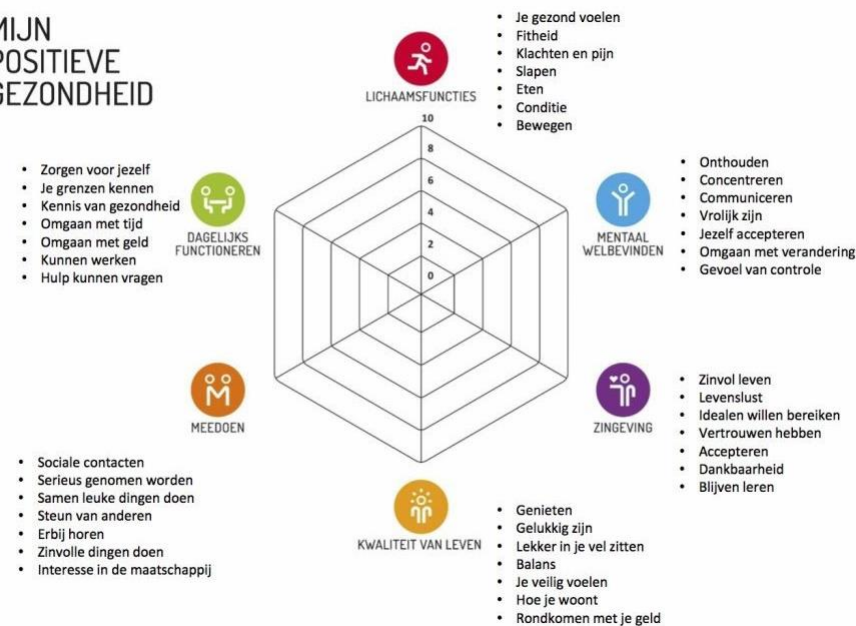 MIJN
POSITIEVE
GEZONDHEID
LICHAAMSFUNCTIES
• Je gezond voelen
• Fitheid
• Klachten en pijn
• Slapen
• Eten
• Conditie
• Bewegen
10
8
6
4
2
0
MENTAAL
WELBEVINDEN
• Onthouden
• Concentreren
• Communiceren
• Vrolijk zijn
• Jezelf accepteren
• Omgaan met verandering
• Gevoel van controle
ZINGEVING
• Zinvol leven
• Levenslust
• Idealen willen bereiken
• Vertrouwen hebben
• Accepteren
• Dankbaarheid
• Blijven leren
KWALITEIT VAN LEVEN
• Genieten
• Gelukkig zijn
• Lekker in je vel zitten
• Balans
• Je veilig voelen
• Hoe je woont
• Rondkomen met je geld
MEEDOEN
• Sociale contacten
• Serieus genomen worden
• Samen leuke dingen doen
• Steun van anderen
• Erbij horen
• Zinvolle dingen doen
• Interesse in de maatschappij
DAGELIJKS
FUNCTIONEREN
• Zorgen voor jezelf
• Je grenzen kennen
• Kennis van gezondheid
• Omgaan met tijd
• Omgaan met geld
• Kunnen werken
• Hulp kunnen vragen